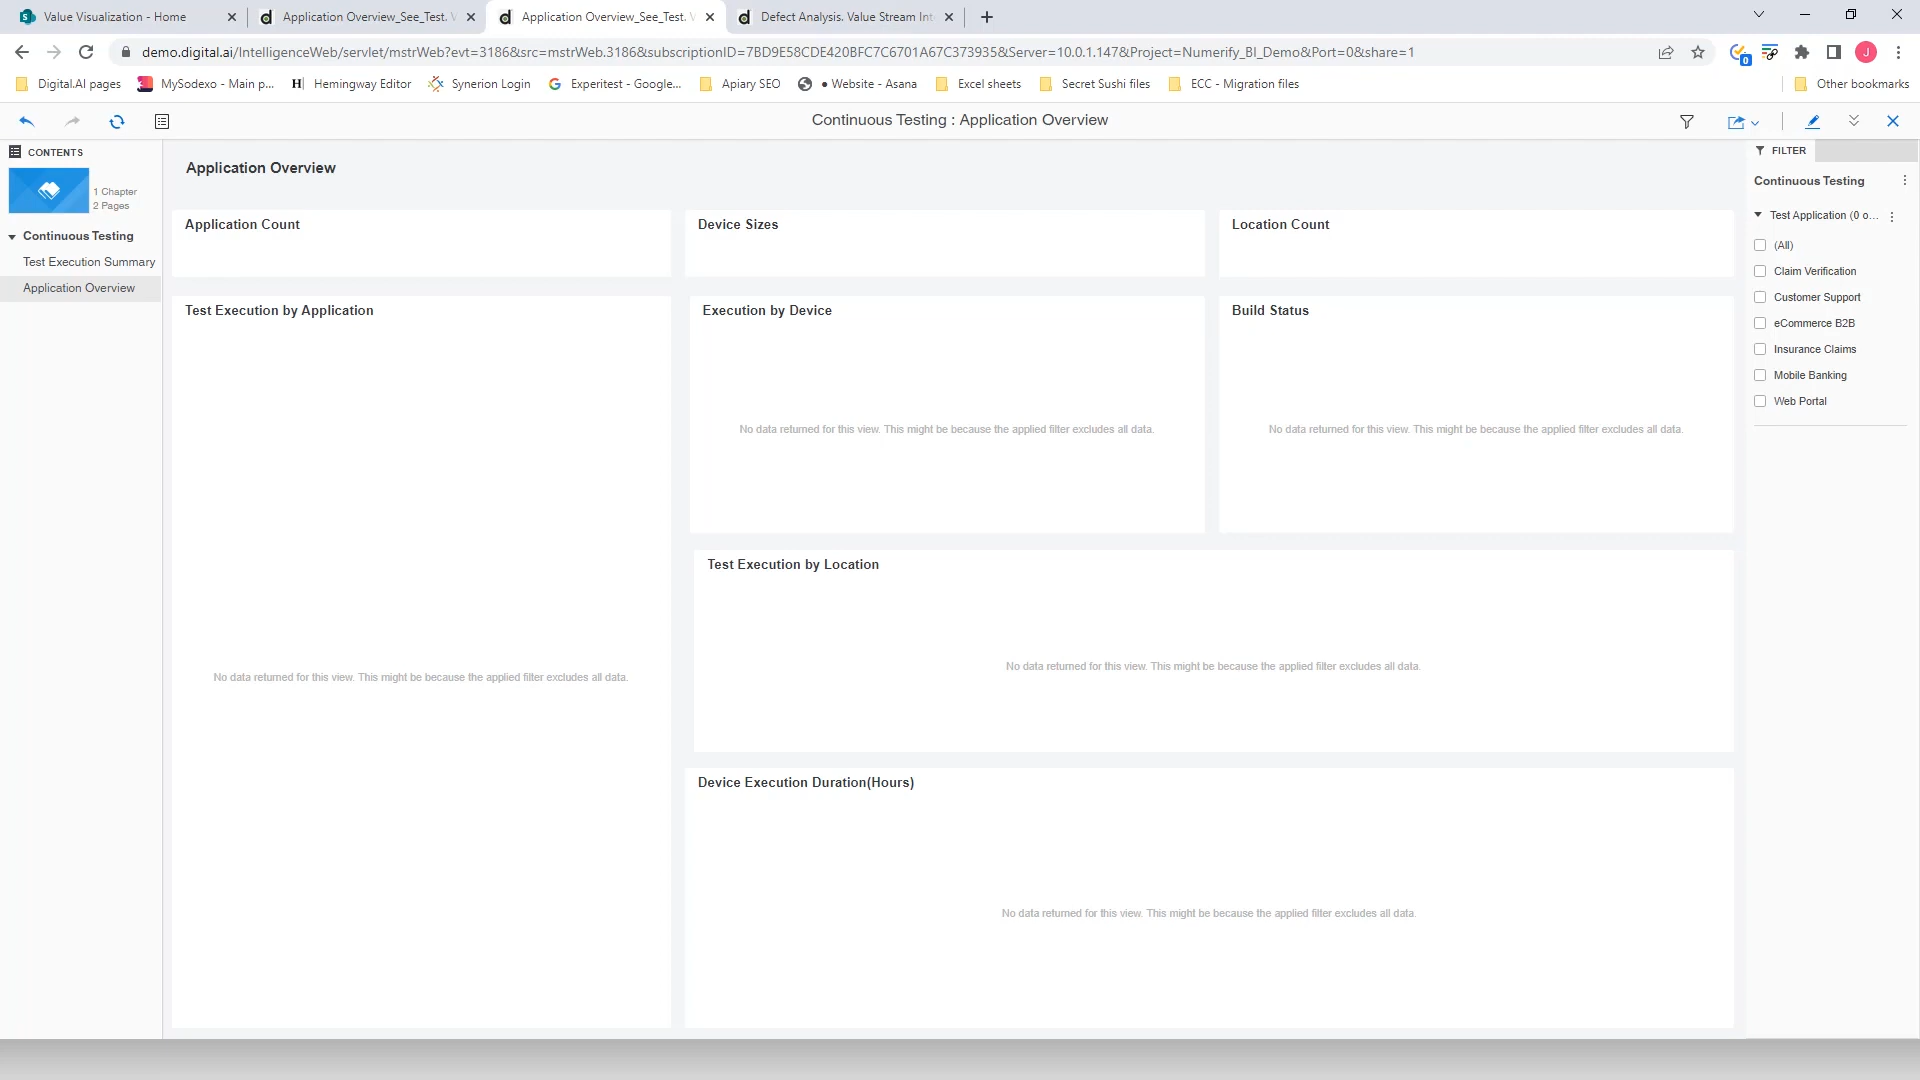 Value Visualization - Home
Application Overview_See_Test. V
Application Overview_See_Test. V
Defect Analysis. Value Stream Int
demo.digital.ai/IntelligenceWeb/servlet/mstrWeb?evt=3186&src=mstrWeb.3186&subscriptionID=7BD9E58CDE420BFC7C6701A67C373935&Server=10.0.1.147&Project=Numerify_BI_Demo&Port=0&share=1
0
J
Digital.AI pages
MySodexo - Main p...
H
Hemingway Editor
Synerion Login
Experitest - Google...
Apiary SEO
● Website - Asana
Excel sheets
Secret Sushi files
ECC - Migration files
Other bookmarks
Continuous Testing : Application Overview
CONTENTS
1 Chapter
2 Pages
Continuous Testing
Test Execution Summary
Application Overview
Application Overview
Application Count
Device Sizes
Location Count
Test Execution by Application
No data returned for this view. This might be because the applied filter excludes all data.
Execution by Device
No data returned for this view. This might be because the applied filter excludes all data.
Build Status
No data returned for this view. This might be because the applied filter excludes all data.
Test Execution by Location
No data returned for this view. This might be because the applied filter excludes all data.
Device Execution Duration(Hours)
No data returned for this view. This might be because the applied filter excludes all data.
FILTER
Continuous Testing
Test Application (0 o...
(All)
Claim Verification
Customer Support
eCommerce B2B
Insurance Claims
Mobile Banking
Web Portal